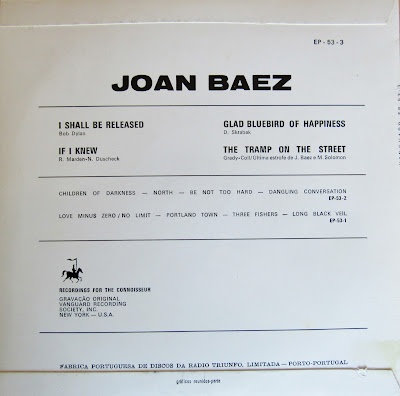 EP - 53 - 3
JOAN BAEZ
I SHALL BE RELEASED
Bob Dylan
GLAD BLUEBIRD OF HAPPINESS
D. Skrabak
IF I KNEW
R. Marden-N. Duscheck
THE TRAMP ON THE STREET
Grady-Coll/Última estrofe de J. Baez e M. Solomon
CHILDREN OF DARKNESS — NORTH — BE NOT TOO HARD — DANGLING CONVERSATION
EP-53-2
LOVE MINUS ZERO / NO LIMIT — PORTLAND TOWN — THREE FISHERS — LONG BLACK VEIL
EP-53-1
RECORDINGS FOR THE CONNOISSEUR
GRAVAÇÃO ORIGINAL
VANGUARD RECORDING
SOCIETY, INC.
NEW YORK — U.S.A.
FABRICA PORTUGUESA DE DISCOS DA RADIO TRIUNFO, LIMITADA — PORTO-PORTUGAL